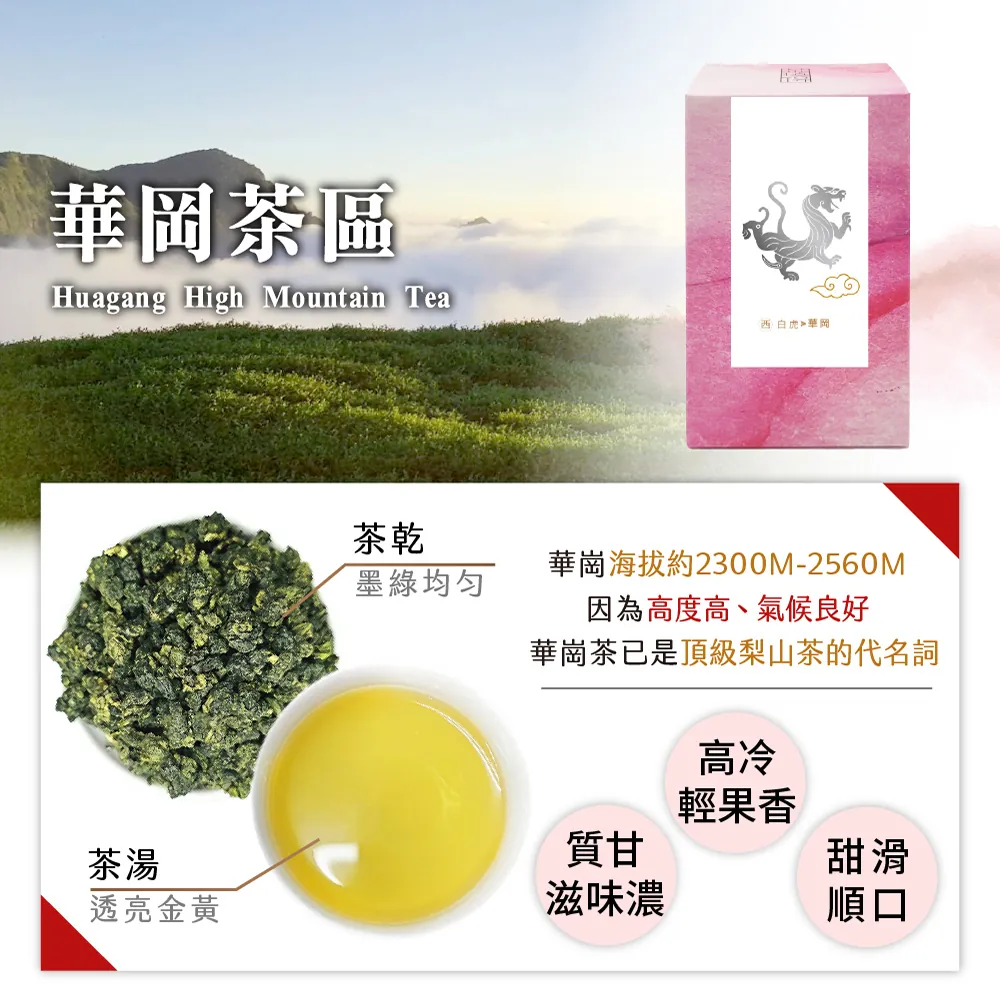 華岡茶區
Huagang High Mountain Tea
西 白虎➤華岡
茶乾
墨綠均勻
華崗海拔約2300M-2560M
因為高度高、氣候良好
華崗茶已是頂級梨山茶的代名詞
高冷
輕果香
質甘
滋味濃
甜滑
順口
茶湯
透亮金黃